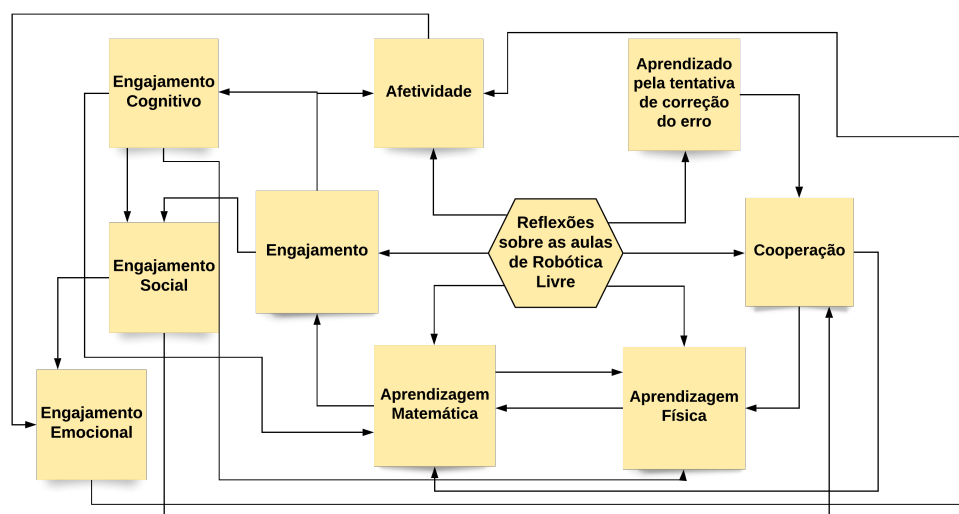 Engajamento
Cognitivo
Afetividade
Aprendizado
pela tentativa
de correção
do erro
Engajamento
Social
Engajamento
Reflexões
sobre as aulas
de Robótica
Livre
Cooperação
Engajamento
Emocional
Aprendizagem
Matemática
Aprendizagem
Física